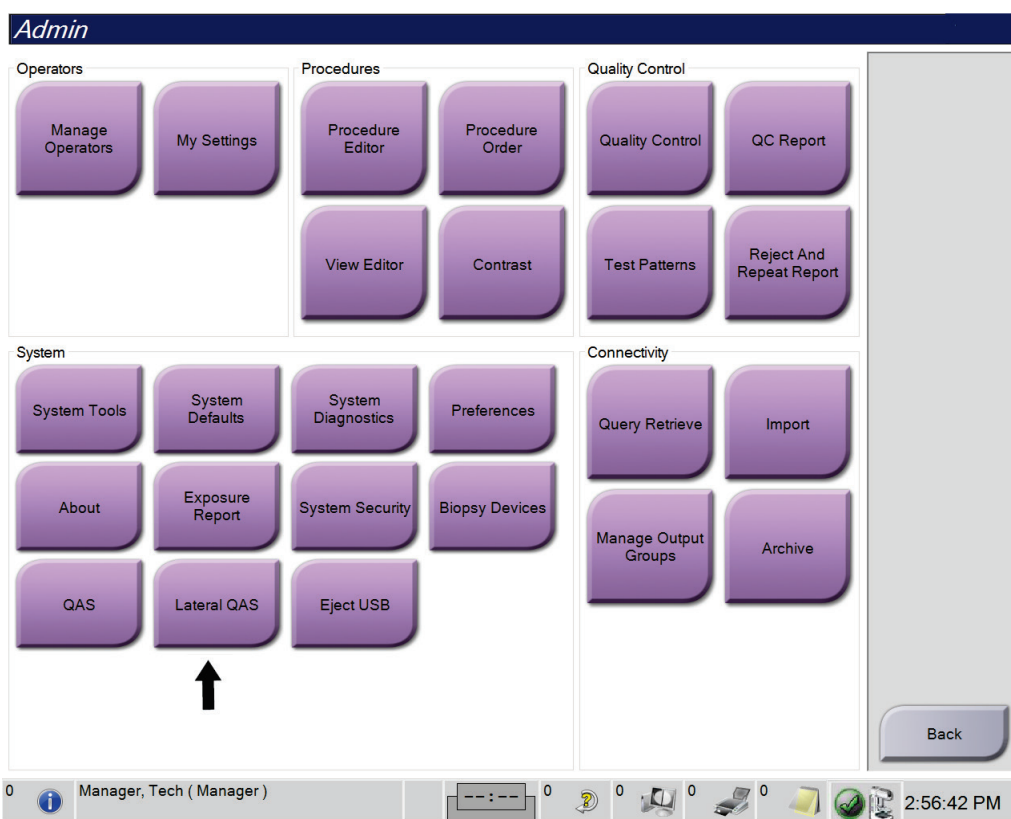 Admin
Operators
Manage
Operators
My Settings
Procedures
Procedure
Editor
Procedure
Order
View Editor
Contrast
Quality Control
Quality Control
QC Report
Test Patterns
Reject And
Repeat Report
System
System Tools
System
Defaults
System
Diagnostics
Preferences
About
Exposure
Report
System Security
Biopsy Devices
QAS
Lateral QAS
Eject USB
Connectivity
Query Retrieve
Import
Manage Output
Groups
Archive
Back
0
Manager, Tech ( Manager )
--:--
0
0
0
0
2:56:42 PM